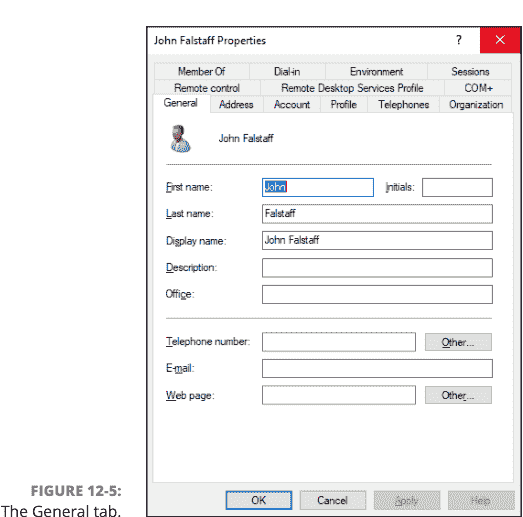 John Falstaff Properties ?
Member Of Dial-in Environment Sessions
Remote control Remote Desktop Services Profile COM+
General Address Account Profile Telephones Organization
John Falstaff
First name: John Initials:
Last name: Falstaff
Display name: John Falstaff
Description:
Office:
Telephone number: Other...
E-mail:
Web page: Other...
OK Cancel Apply Help
FIGURE 12-5:
The General tab.